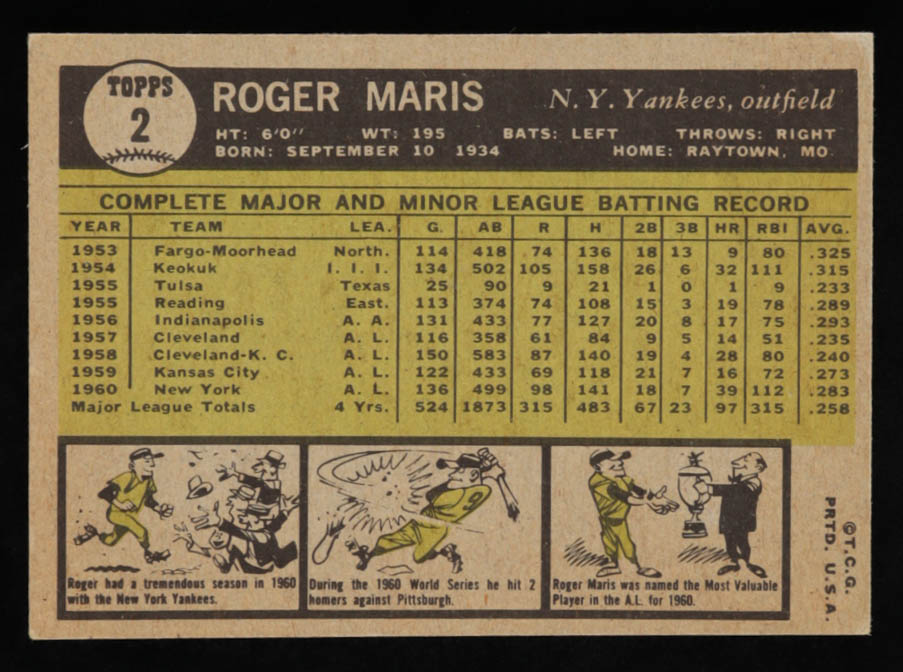 TOPPS
2
ROGER MARIS N. Y. Yankees, outfield
HT: 6'0" WT: 195 BATS: LEFT THROWS: RIGHT
BORN: SEPTEMBER 10 1934 HOME: RAYTOWN, MO
COMPLETE MAJOR AND MINOR LEAGUE BATTING RECORD
YEAR TEAM LEA. G. AB R H 2B 3B HR RBI AVG.
1953 Fargo-Moorhead North. 114 418 74 136 18 13 9 80 .325
1954 Keokuk I. I. I. 134 502 105 158 26 6 32 111 .315
1955 Tulsa Texas 25 90 9 21 1 0 1 9 .233
1955 Reading East. 113 374 74 108 15 3 19 78 .289
1956 Indianapolis A. A. 131 433 77 127 20 8 17 75 .293
1957 Cleveland A. L. 116 358 61 84 9 5 14 51 .235
1958 Cleveland-K. C. A. L. 150 583 87 140 19 4 28 80 .240
1959 Kansas City A. L. 122 433 69 118 21 7 16 72 .273
1960 New York A. L. 136 499 98 141 18 7 39 112 .283
Major League Totals 4 Yrs. 524 1873 315 483 67 23 97 315 .258
Roger had a tremendous season in 1960
with the New York Yankees.
9
During the 1960 World Series he hit 2
homers against Pittsburgh.
Roger Maris was named the Most Valuable
Player in the A.L. for 1960.
©T.C.G.
PRTD. U.S.A.